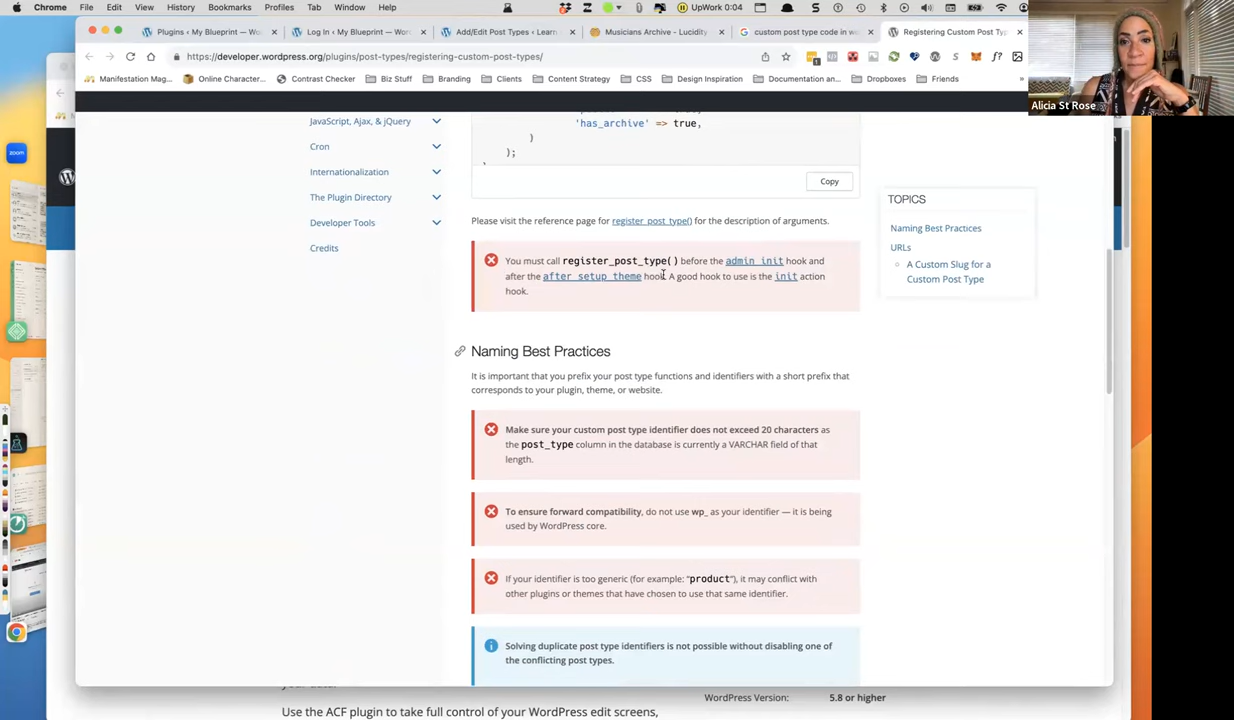 Chrome File Edit View History Bookmarks Profiles Tab Window Help
UpWork 0:04
Plugins ‹ My Blueprint — Wo
Log In ‹ My Blueprint — Wor
Add/Edit Post Types ‹ Learn
Musicians Archive - Lucidity
custom post type code in wo
Registering Custom Post Typ
https://developer.wordpress.org/plugins/post-types/registering-custom-post-types/
Manifestation Mag...
Online Character...
Contrast Checker
Biz Stuff
Branding
Clients
Content Strategy
CSS
Design Inspiration
Documentation an...
Dropboxes
Friends
»
Alicia St Rose
zoom
JavaScript, Ajax, & jQuery
Cron
Internationalization
The Plugin Directory
Developer Tools
Credits
'has_archive' => true,
)
);
Copy
Please visit the reference page for register_post_type() for the description of arguments.
You must call register_post_type() before the admin_init hook and
after the after_setup_theme hook. A good hook to use is the init action
hook.
Naming Best Practices
It is important that you prefix your post type functions and identifiers with a short prefix that
corresponds to your plugin, theme, or website.
Make sure your custom post type identifier does not exceed 20 characters as
the post_type column in the database is currently a VARCHAR field of that
length.
To ensure forward compatibility, do not use wp_ as your identifier — it is being
used by WordPress core.
If your identifier is too generic (for example: "product"), it may conflict with
other plugins or themes that have chosen to use that same identifier.
Solving duplicate post type identifiers is not possible without disabling one of
the conflicting post types.
TOPICS
Naming Best Practices
URLs
A Custom Slug for a
Custom Post Type
WordPress Version: 5.8 or higher
Use the ACF plugin to take full control of your WordPress edit screens,